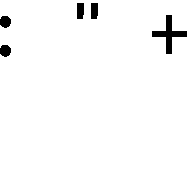 : " +